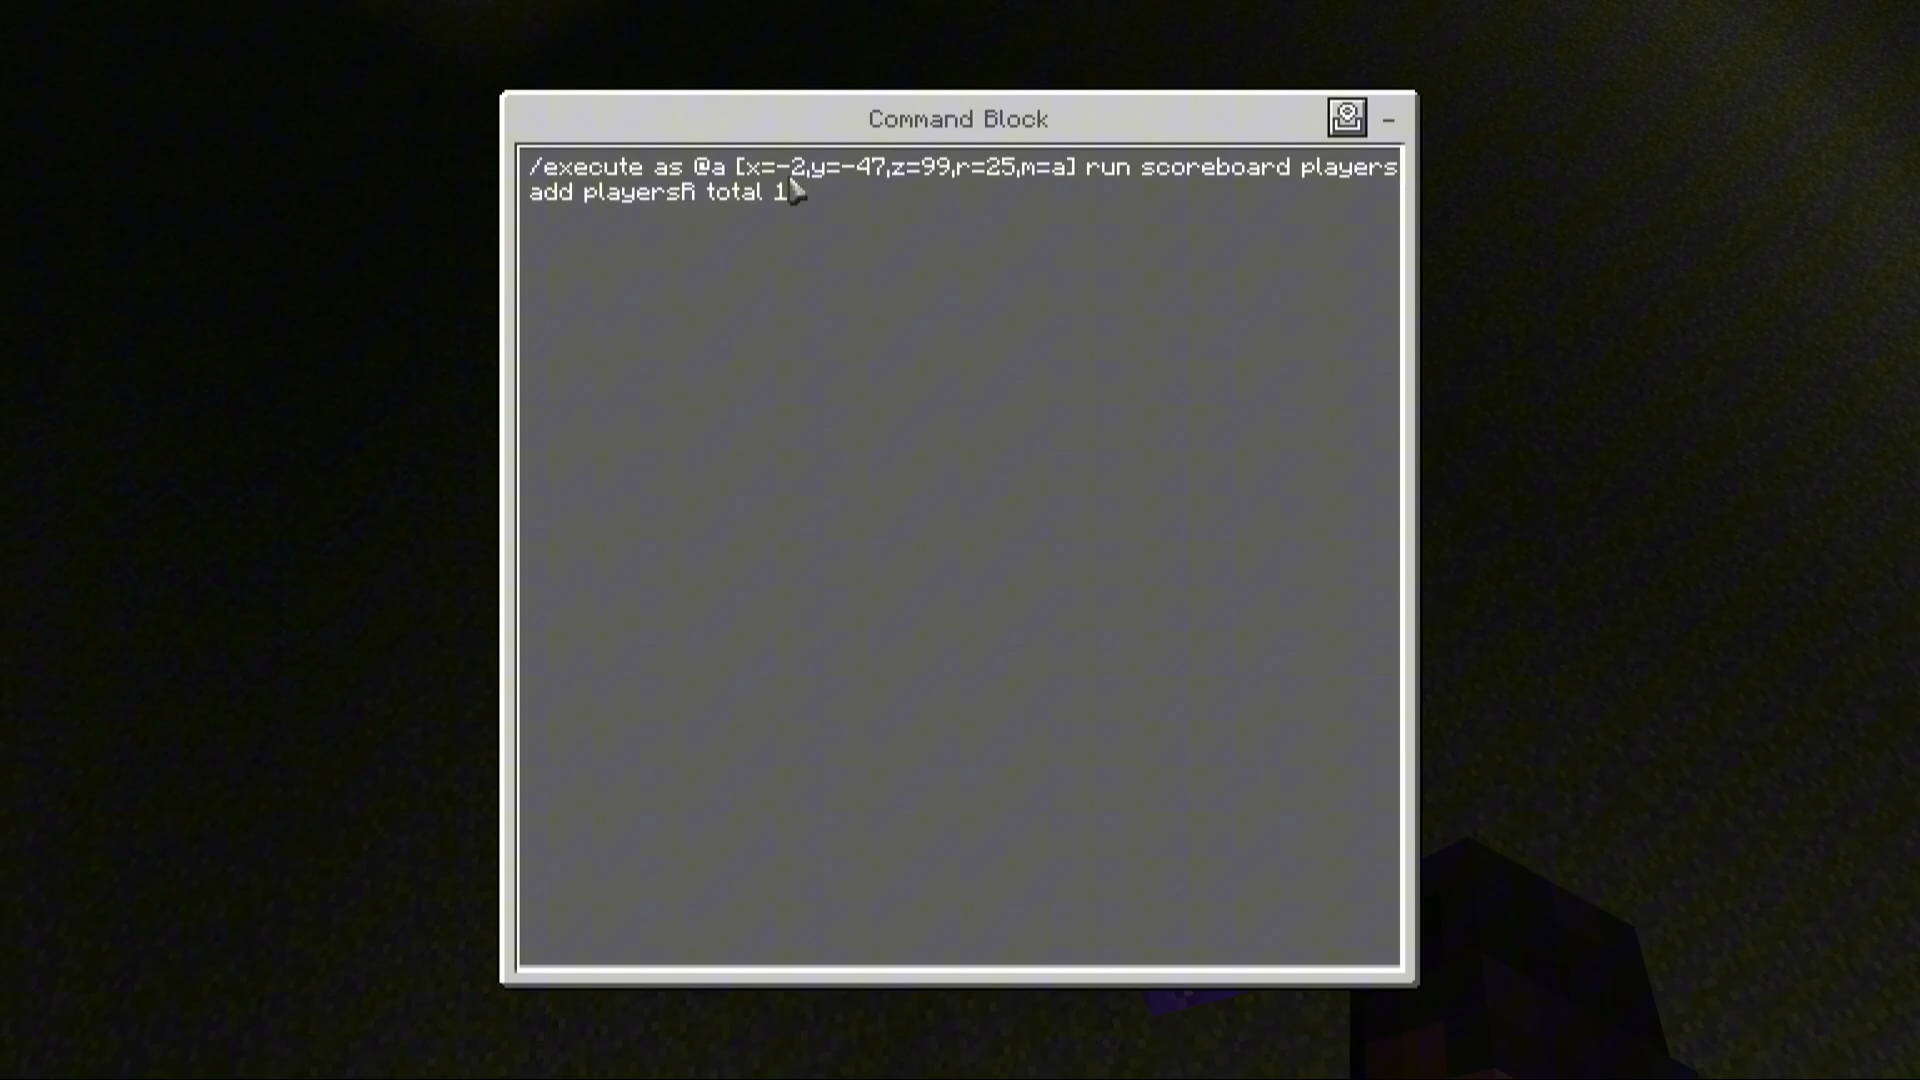 Command Block
/execute as @a [x=-2,y=-47,z=99,r=25,m=a] run scoreboard players
add playersR total 1